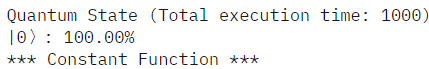 Quantum State (Total execution time: 1000)
|0⟩: 100.00%
*** Constant Function ***